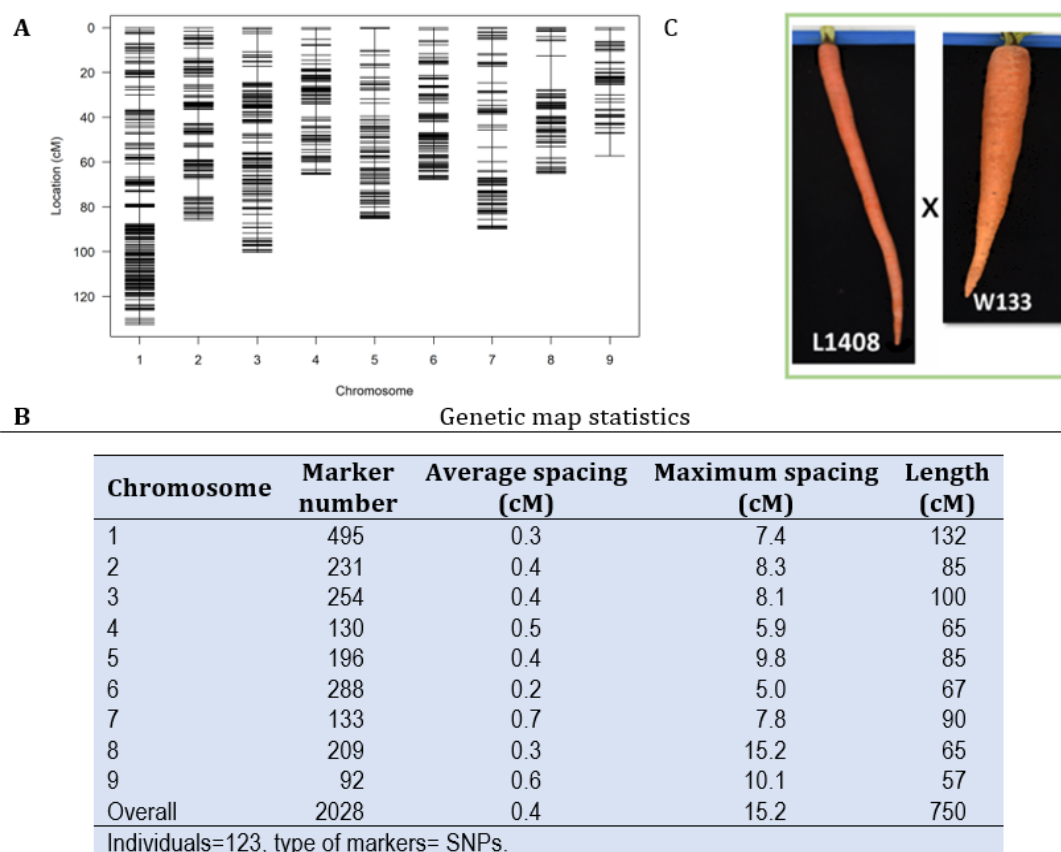 A
C
0
20
40
60
80
100
120
Location (cM)
1 2 3 4 5 6 7 8 9
Chromosome
L1408
X
W133
B Genetic map statistics
Chromosome Marker number Average spacing (cM) Maximum spacing (cM) Length (cM)
1 495 0.3 7.4 132
2 231 0.4 8.3 85
3 254 0.4 8.1 100
4 130 0.5 5.9 65
5 196 0.4 9.8 85
6 288 0.2 5.0 67
7 133 0.7 7.8 90
8 209 0.3 15.2 65
9 92 0.6 10.1 57
Overall 2028 0.4 15.2 750
Individuals=123, type of markers= SNPs.